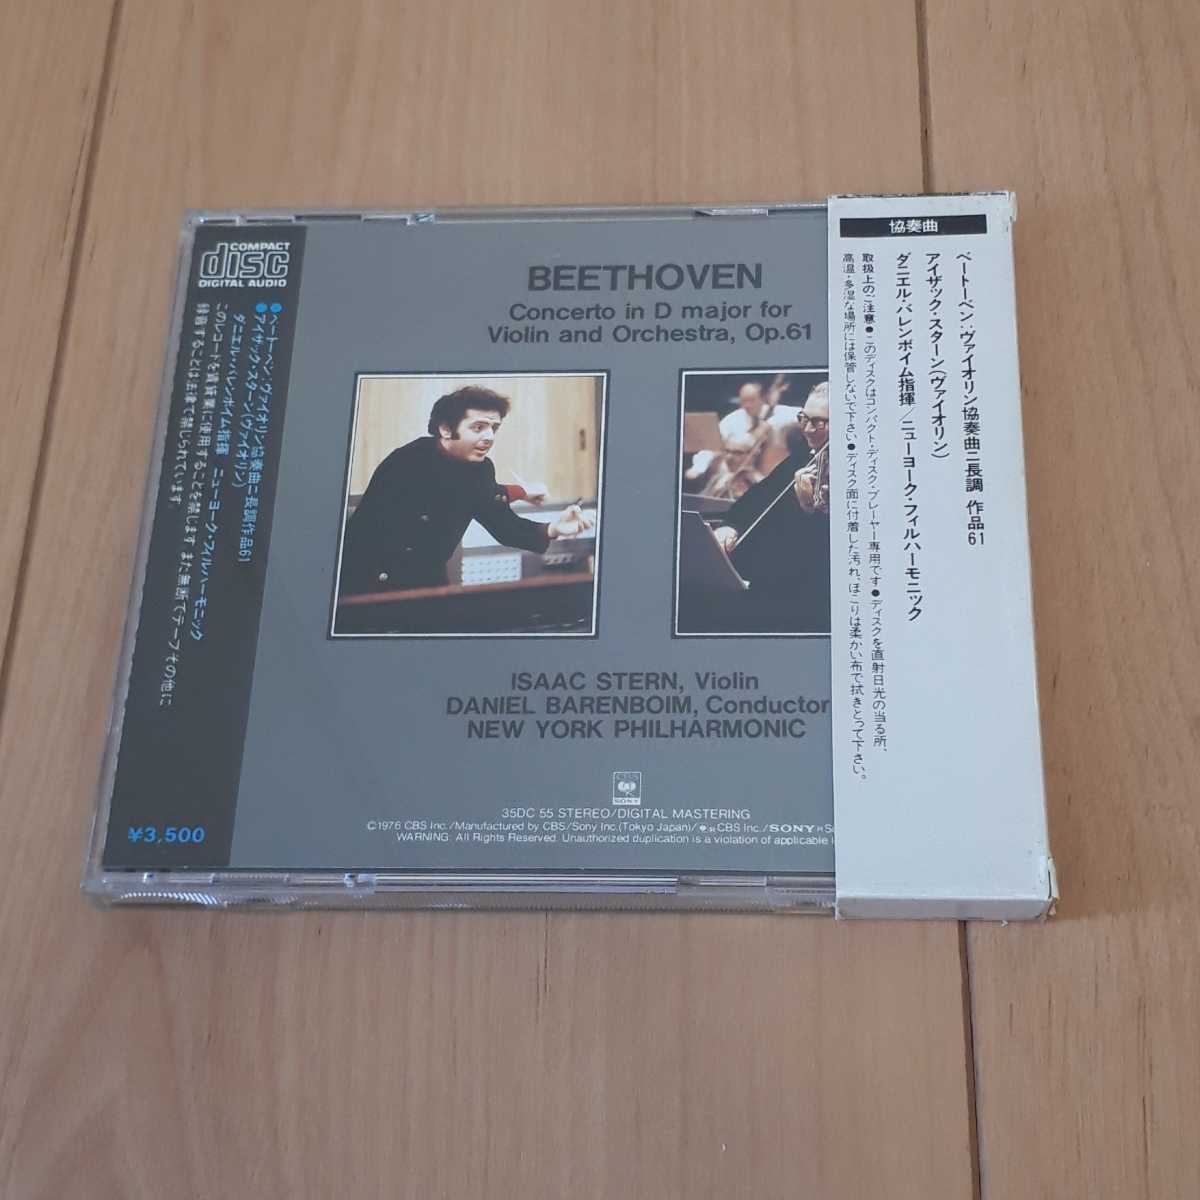 COMPACT
disc
DIGITAL AUDIO
●ベートーベン:ヴァイオリン協奏曲ニ長調作品61
●アイザック・スターン(ヴァイオリン)
ダニエル・バレンボイム指揮 ニューヨーク・フィルハーモニック
このレコードを賃貸業に使用することを禁じます。また無断でテープその他に
録音することは法律で禁じられています。
¥3,500
BEETHOVEN
Concerto in D major for
Violin and Orchestra, Op.61
ISAAC STERN, Violin
DANIEL BARENBOIM, Conductor
NEW YORK PHILHARMONIC
CBS
SONY
35DC 55 STEREO/DIGITAL MASTERING
©1976 CBS Inc./Manufactured by CBS/Sony Inc.(Tokyo Japan)/ CBS Inc./SONY
WARNING: All Rights Reserved. Unauthorized duplication is a violation of applicable
協奏曲
ベートーベン:ヴァイオリン協奏曲ニ長調 作品61
アイザック・スターン(ヴァイオリン)
ダニエル・バレンボイム指揮/ニューヨーク・フィルハーモニック
取扱上のご注意●このディスクはコンパクト・ディスク・プレーヤー専用です●ディスクを直射日光の当る所、
高温・多湿な場所には保管しないで下さい●ディスク面に付着した汚れ、ほこりは柔かい布で拭きとって下さい。